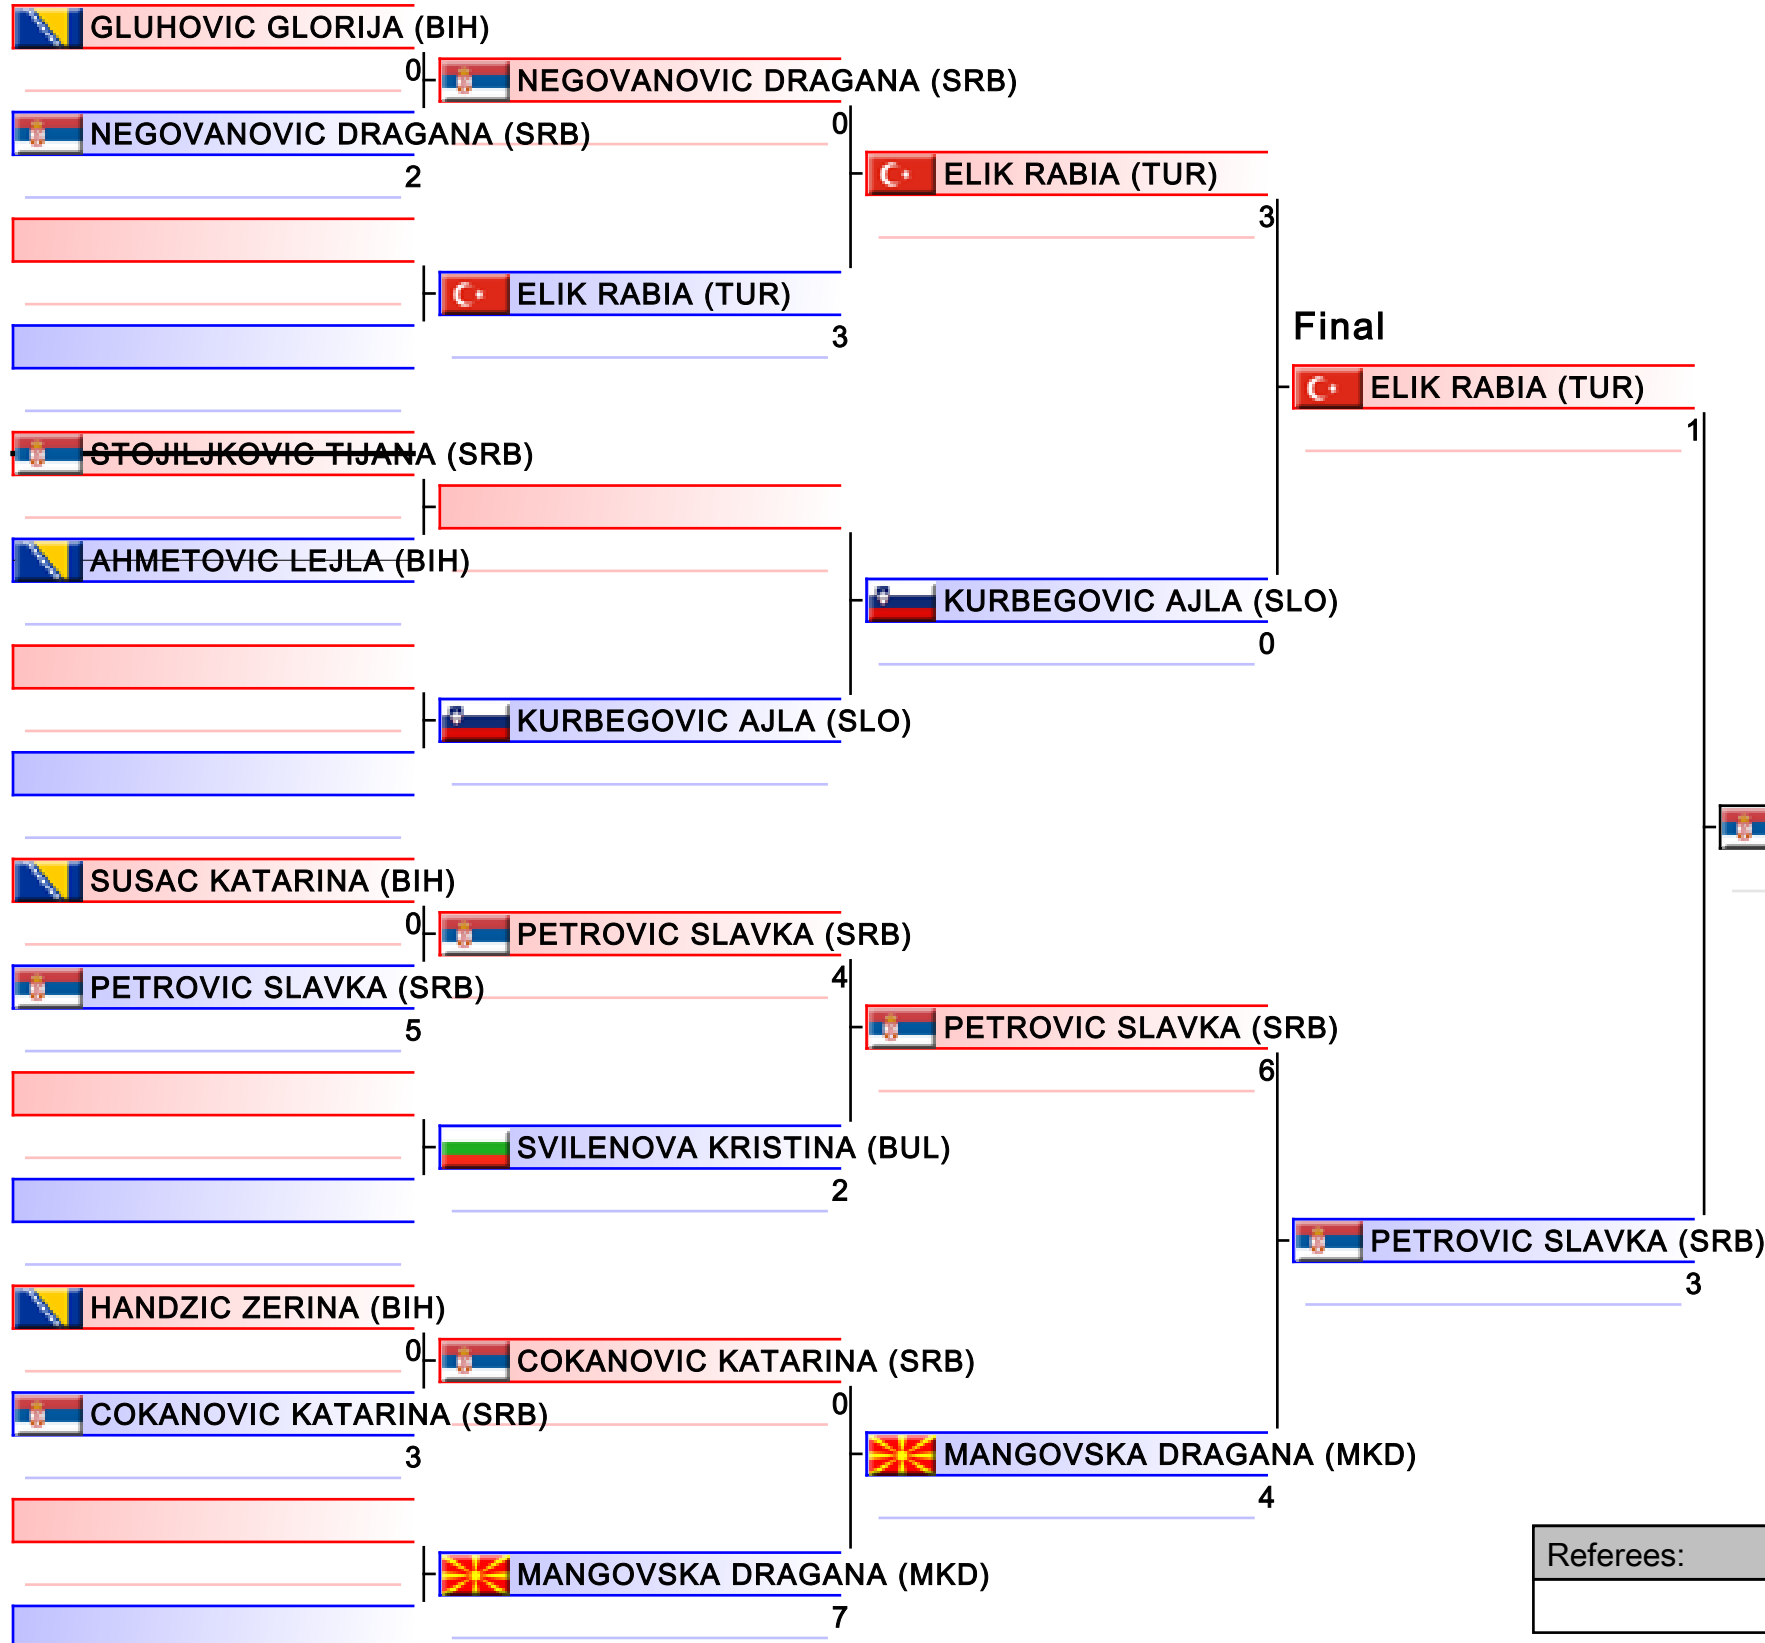 GLUHOVIC GLORIJA (BIH)
0
NEGOVANOVIC DRAGANA (SRB)
2
STOJILJKOVIC TIJANA (SRB)
AHMETOVIC LEJLA (BIH)
SUSAC KATARINA (BIH)
0
PETROVIC SLAVKA (SRB)
5
HANDZIC ZERINA (BIH)
0
COKANOVIC KATARINA (SRB)
3
NEGOVANOVIC DRAGANA (SRB)
0
ELIK RABIA (TUR)
3
KURBEGOVIC AJLA (SLO)
PETROVIC SLAVKA (SRB)
4
SVILENOVA KRISTINA (BUL)
2
COKANOVIC KATARINA (SRB)
0
MANGOVSKA DRAGANA (MKD)
7
ELIK RABIA (TUR)
3
KURBEGOVIC AJLA (SLO)
0
PETROVIC SLAVKA (SRB)
6
MANGOVSKA DRAGANA (MKD)
4
Final
ELIK RABIA (TUR)
1
PETROVIC SLAVKA (SRB)
3
Referees: